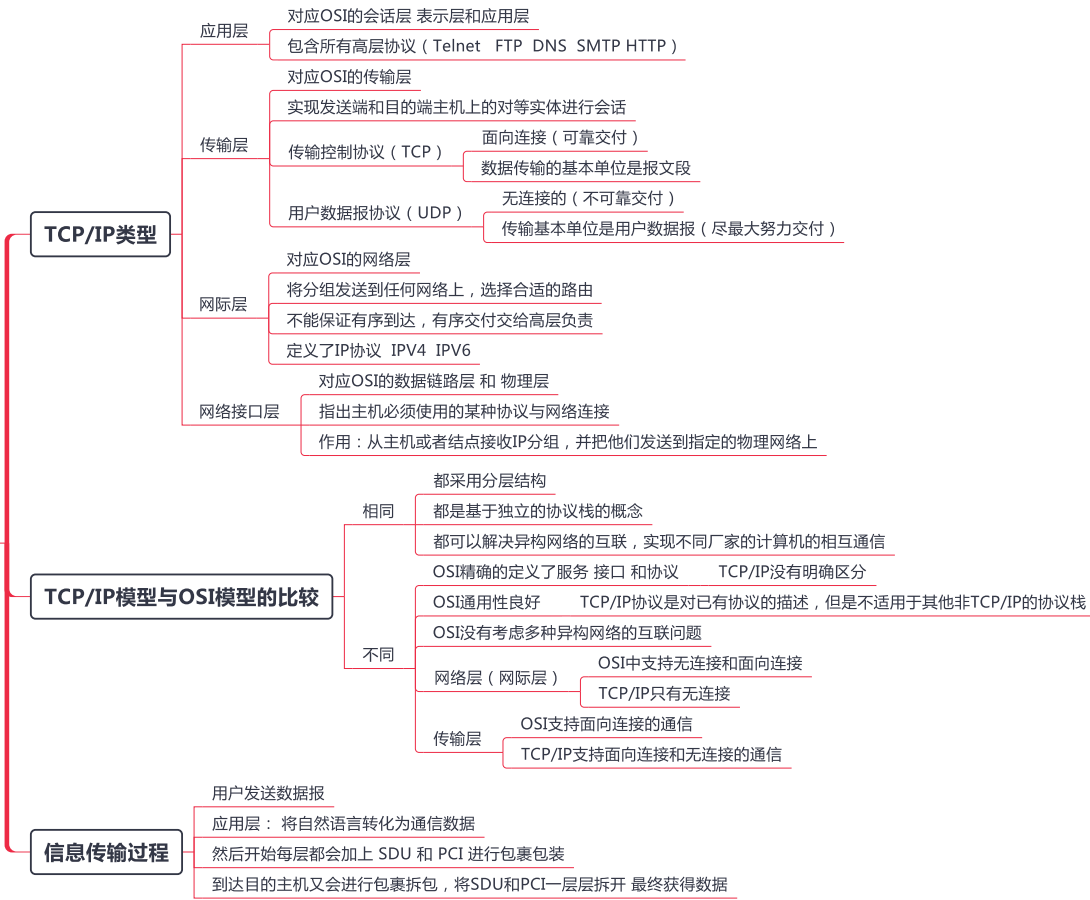 TCP/IP类型
应用层
对应OSI的会话层 表示层和应用层
包含所有高层协议（Telnet FTP DNS SMTP HTTP）
传输层
对应OSI的传输层
实现发送端和目的端主机上的对等实体进行会话
传输控制协议（TCP）
面向连接（可靠交付）
数据传输的基本单位是报文段
用户数据报协议（UDP）
无连接的（不可靠交付）
传输基本单位是用户数据报（尽最大努力交付）
网际层
对应OSI的网络层
将分组发送到任何网络上，选择合适的路由
不能保证有序到达，有序交付交给高层负责
定义了IP协议 IPV4 IPV6
网络接口层
对应OSI的数据链路层 和 物理层
指出主机必须使用的某种协议与网络连接
作用：从主机或者结点接收IP分组，并把他们发送到指定的物理网络上
TCP/IP模型与OSI模型的比较
相同
都采用分层结构
都是基于独立的协议栈的概念
都可以解决异构网络的互联，实现不同厂家的计算机的相互通信
不同
OSI精确的定义了服务 接口 和协议 TCP/IP没有明确区分
OSI通用性良好 TCP/IP协议是对已有协议的描述，但是不适用于其他非TCP/IP的协议栈
OSI没有考虑多种异构网络的互联问题
网络层（网际层）
OSI中支持无连接和面向连接
TCP/IP只有无连接
传输层
OSI支持面向连接的通信
TCP/IP支持面向连接和无连接的通信
信息传输过程
用户发送数据报
应用层： 将自然语言转化为通信数据
然后开始每层都会加上 SDU 和 PCI 进行包裹包装
到达目的主机又会进行包裹拆包，将SDU和PCI一层层拆开 最终获得数据